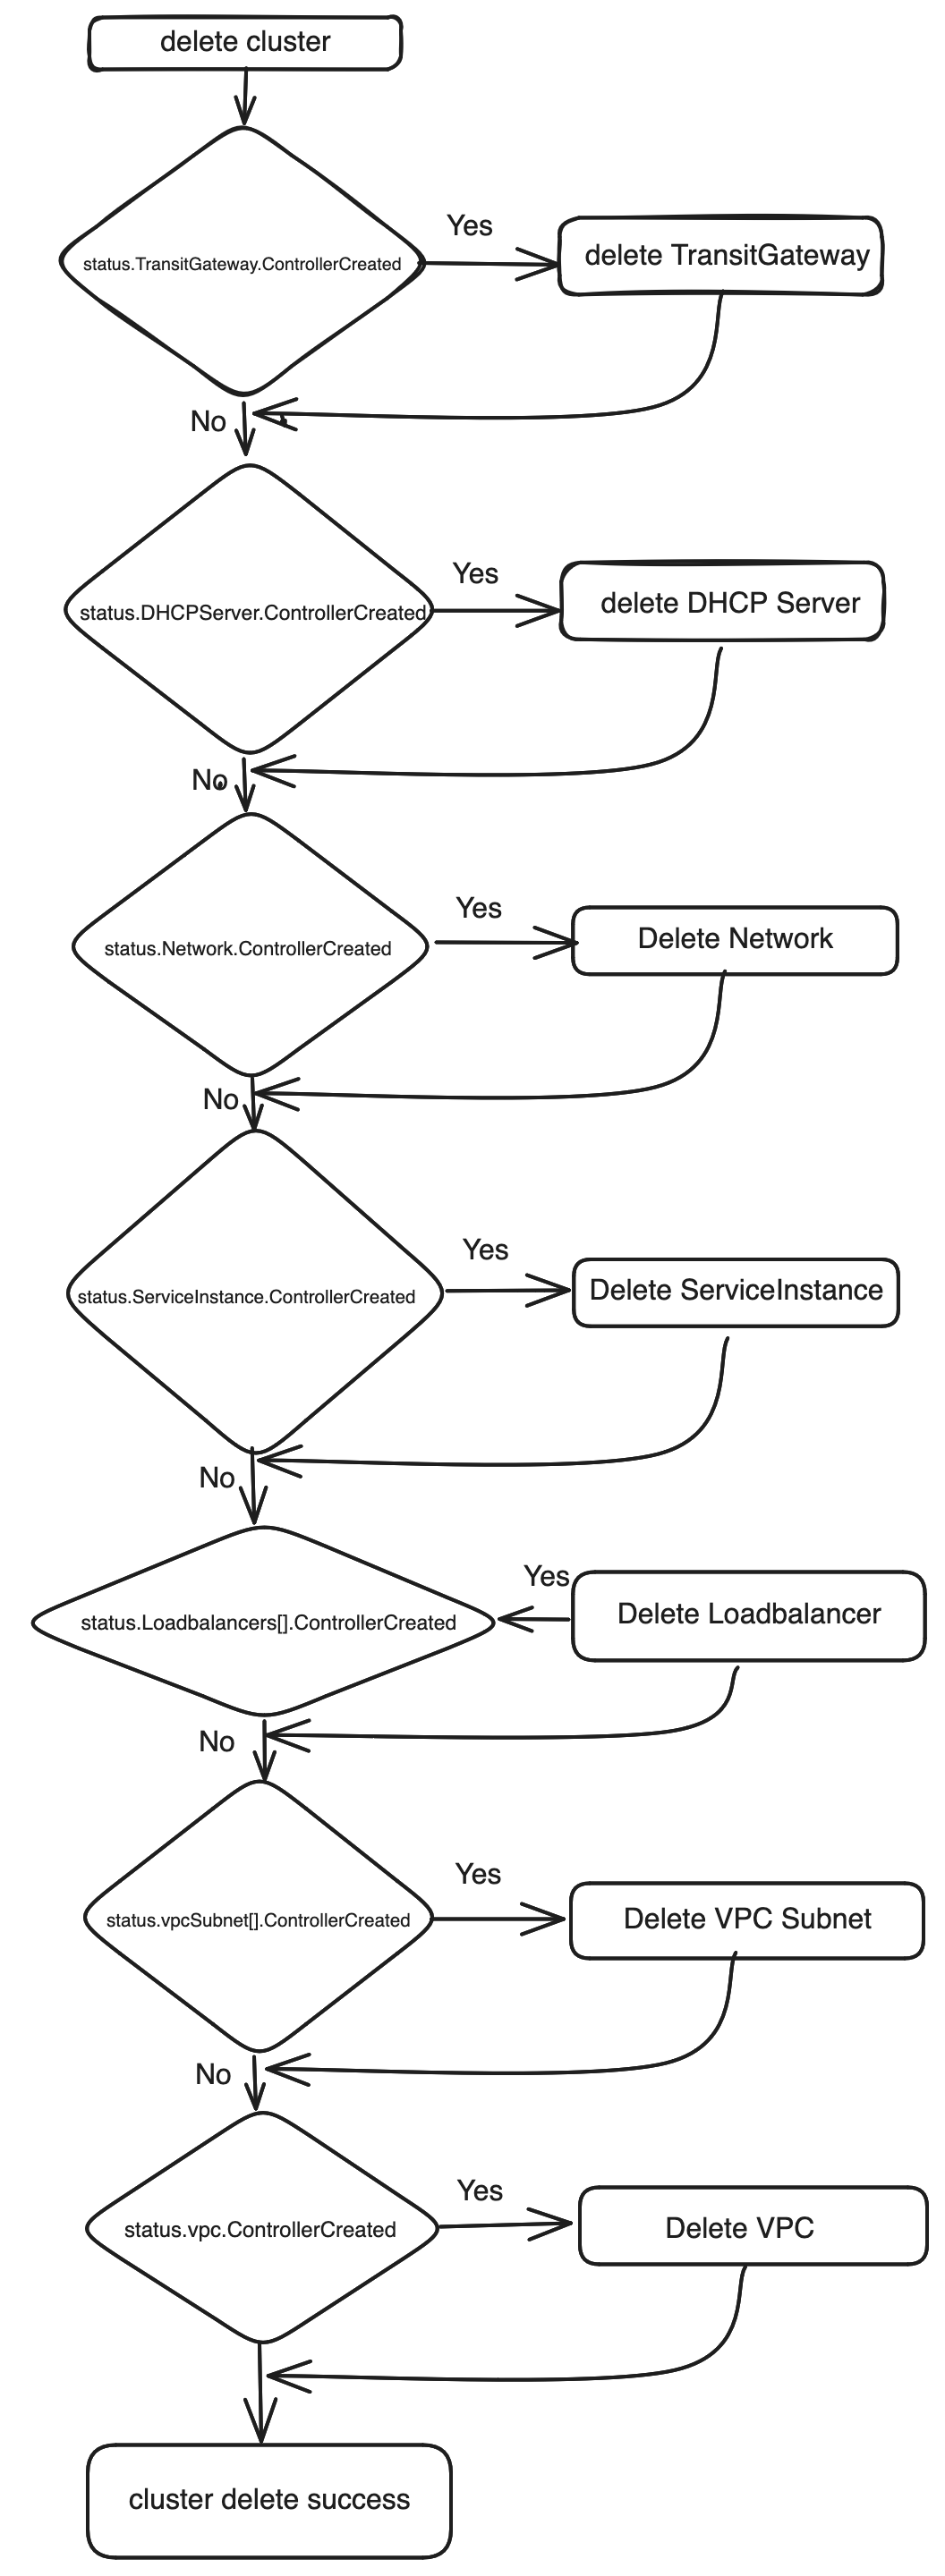 delete cluster
Yes
status.TransitGateway.ControllerCreated
delete TransitGateway
No
Yes
status.DHCPServer.ControllerCreated
delete DHCP Server
No
Yes
status.Network.ControllerCreated
Delete Network
No
Yes
status.ServiceInstance.ControllerCreated
Delete ServiceInstance
No
Yes
status.Loadbalancers[].ControllerCreated
Delete Loadbalancer
No
Yes
status.vpcSubnet[].ControllerCreated
Delete VPC Subnet
No
Yes
status.vpc.ControllerCreated
Delete VPC
cluster delete success